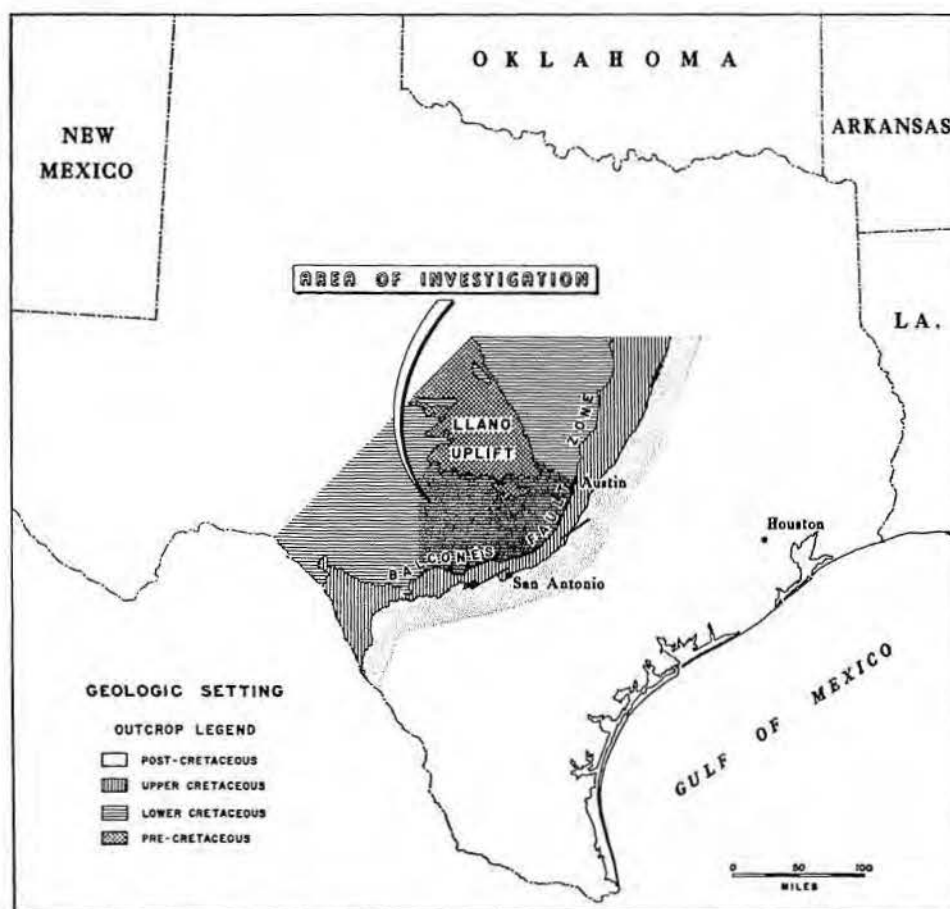 OKLAHOMA
NEW
MEXICO
ARKANSAS
LA.
AREA OF INVESTIGATION
LLANO
UPLIFT
BALCONES FAULT ZONE
Austin
Houston
San Antonio
GULF OF MEXICO
GEOLOGIC SETTING
OUTCROP LEGEND
POST-CRETACEOUS
UPPER CRETACEOUS
LOWER CRETACEOUS
PRE-CRETACEOUS
0 50 100
MILES